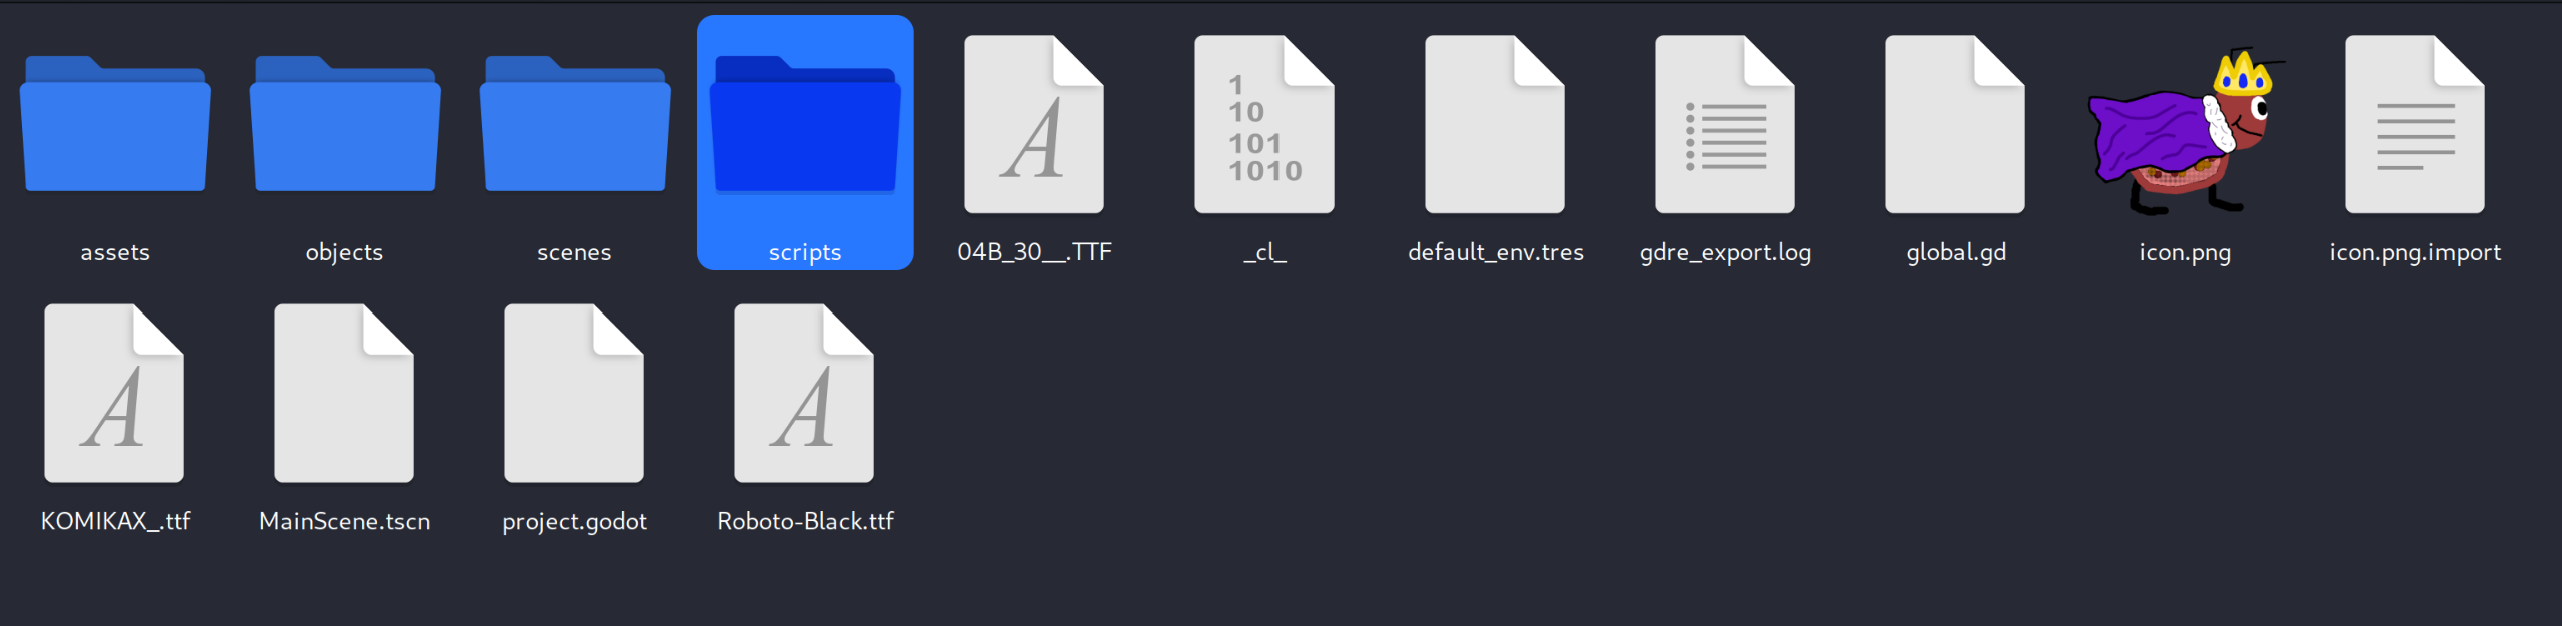 assets
objects
scenes
scripts
04B_30__.TTF
1
10
101
1010
_cl_
default_env.tres
gdre_export.log
global.gd
icon.png
icon.png.import
A
A
A
KOMIKAX_.ttf
MainScene.tscn
project.godot
Roboto-Black.ttf